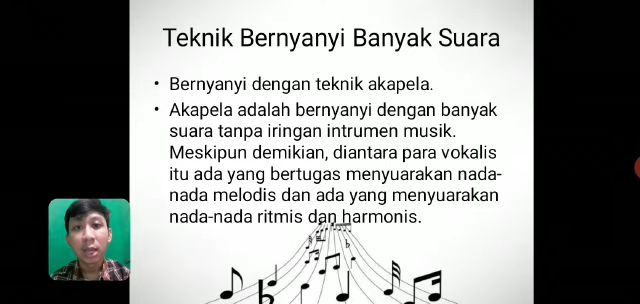 Teknik Bernyanyi Banyak Suara
• Bernyanyi dengan teknik akapela.
• Akapela adalah bernyanyi dengan banyak
suara tanpa iringan intrumen musik.
Meskipun demikian, diantara para vokalis
itu ada yang bertugas menyuarakan nada-
nada melodis dan ada yang menyuarakan
nada-nada ritmis dan harmonis.